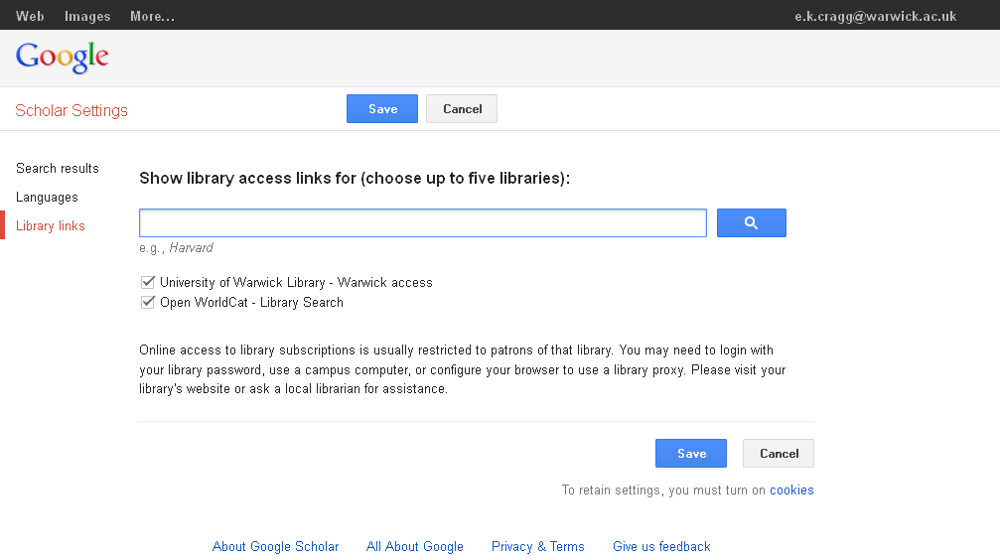 Web Images More... e.k.cragg@warwick.ac.uk
Google
Scholar Settings Save Cancel
Search results
Languages
Library links
Show library access links for (choose up to five libraries):
e.g., Harvard
University of Warwick Library - Warwick access
Open WorldCat - Library Search
Online access to library subscriptions is usually restricted to patrons of that library. You may need to login with
your library password, use a campus computer, or configure your browser to use a library proxy. Please visit your
library's website or ask a local librarian for assistance.
Save Cancel
To retain settings, you must turn on cookies
About Google Scholar All About Google Privacy & Terms Give us feedback